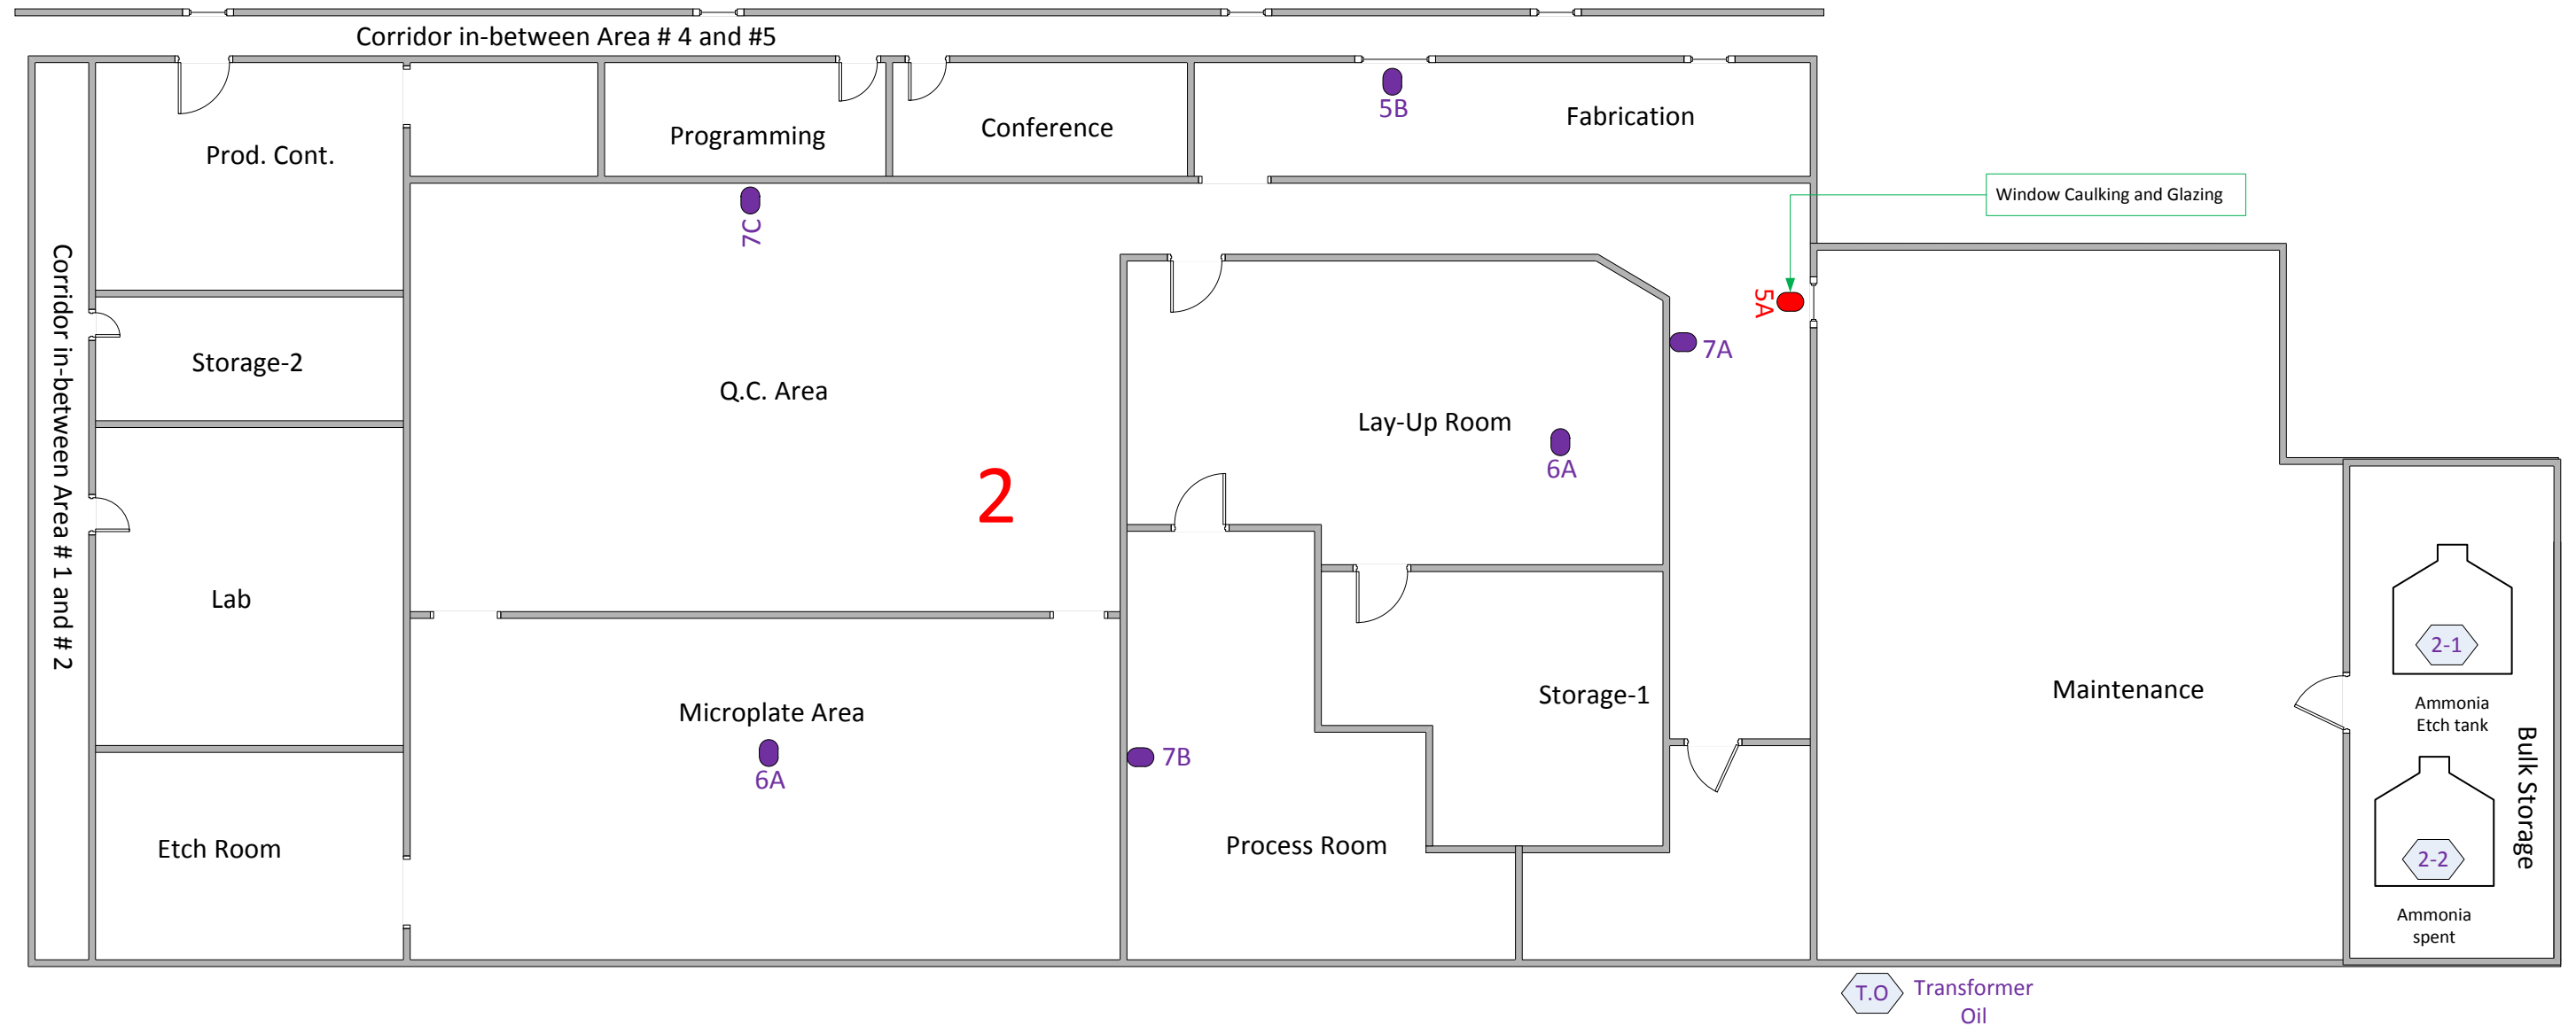 Corridor in-between Area # 4 and #5
Prod. Cont.
Programming
Conference
5B
Fabrication
Window Caulking and Glazing
7C
5A
7A
Corridor in-between Area # 1 and # 2
Storage-2
Q.C. Area
Lay-Up Room
6A
2
Lab
2-1
Ammonia
Etch tank
Microplate Area
6A
7B
Storage-1
Maintenance
Bulk Storage
Etch Room
Process Room
2-2
Ammonia
spent
T.O
Transformer
Oil